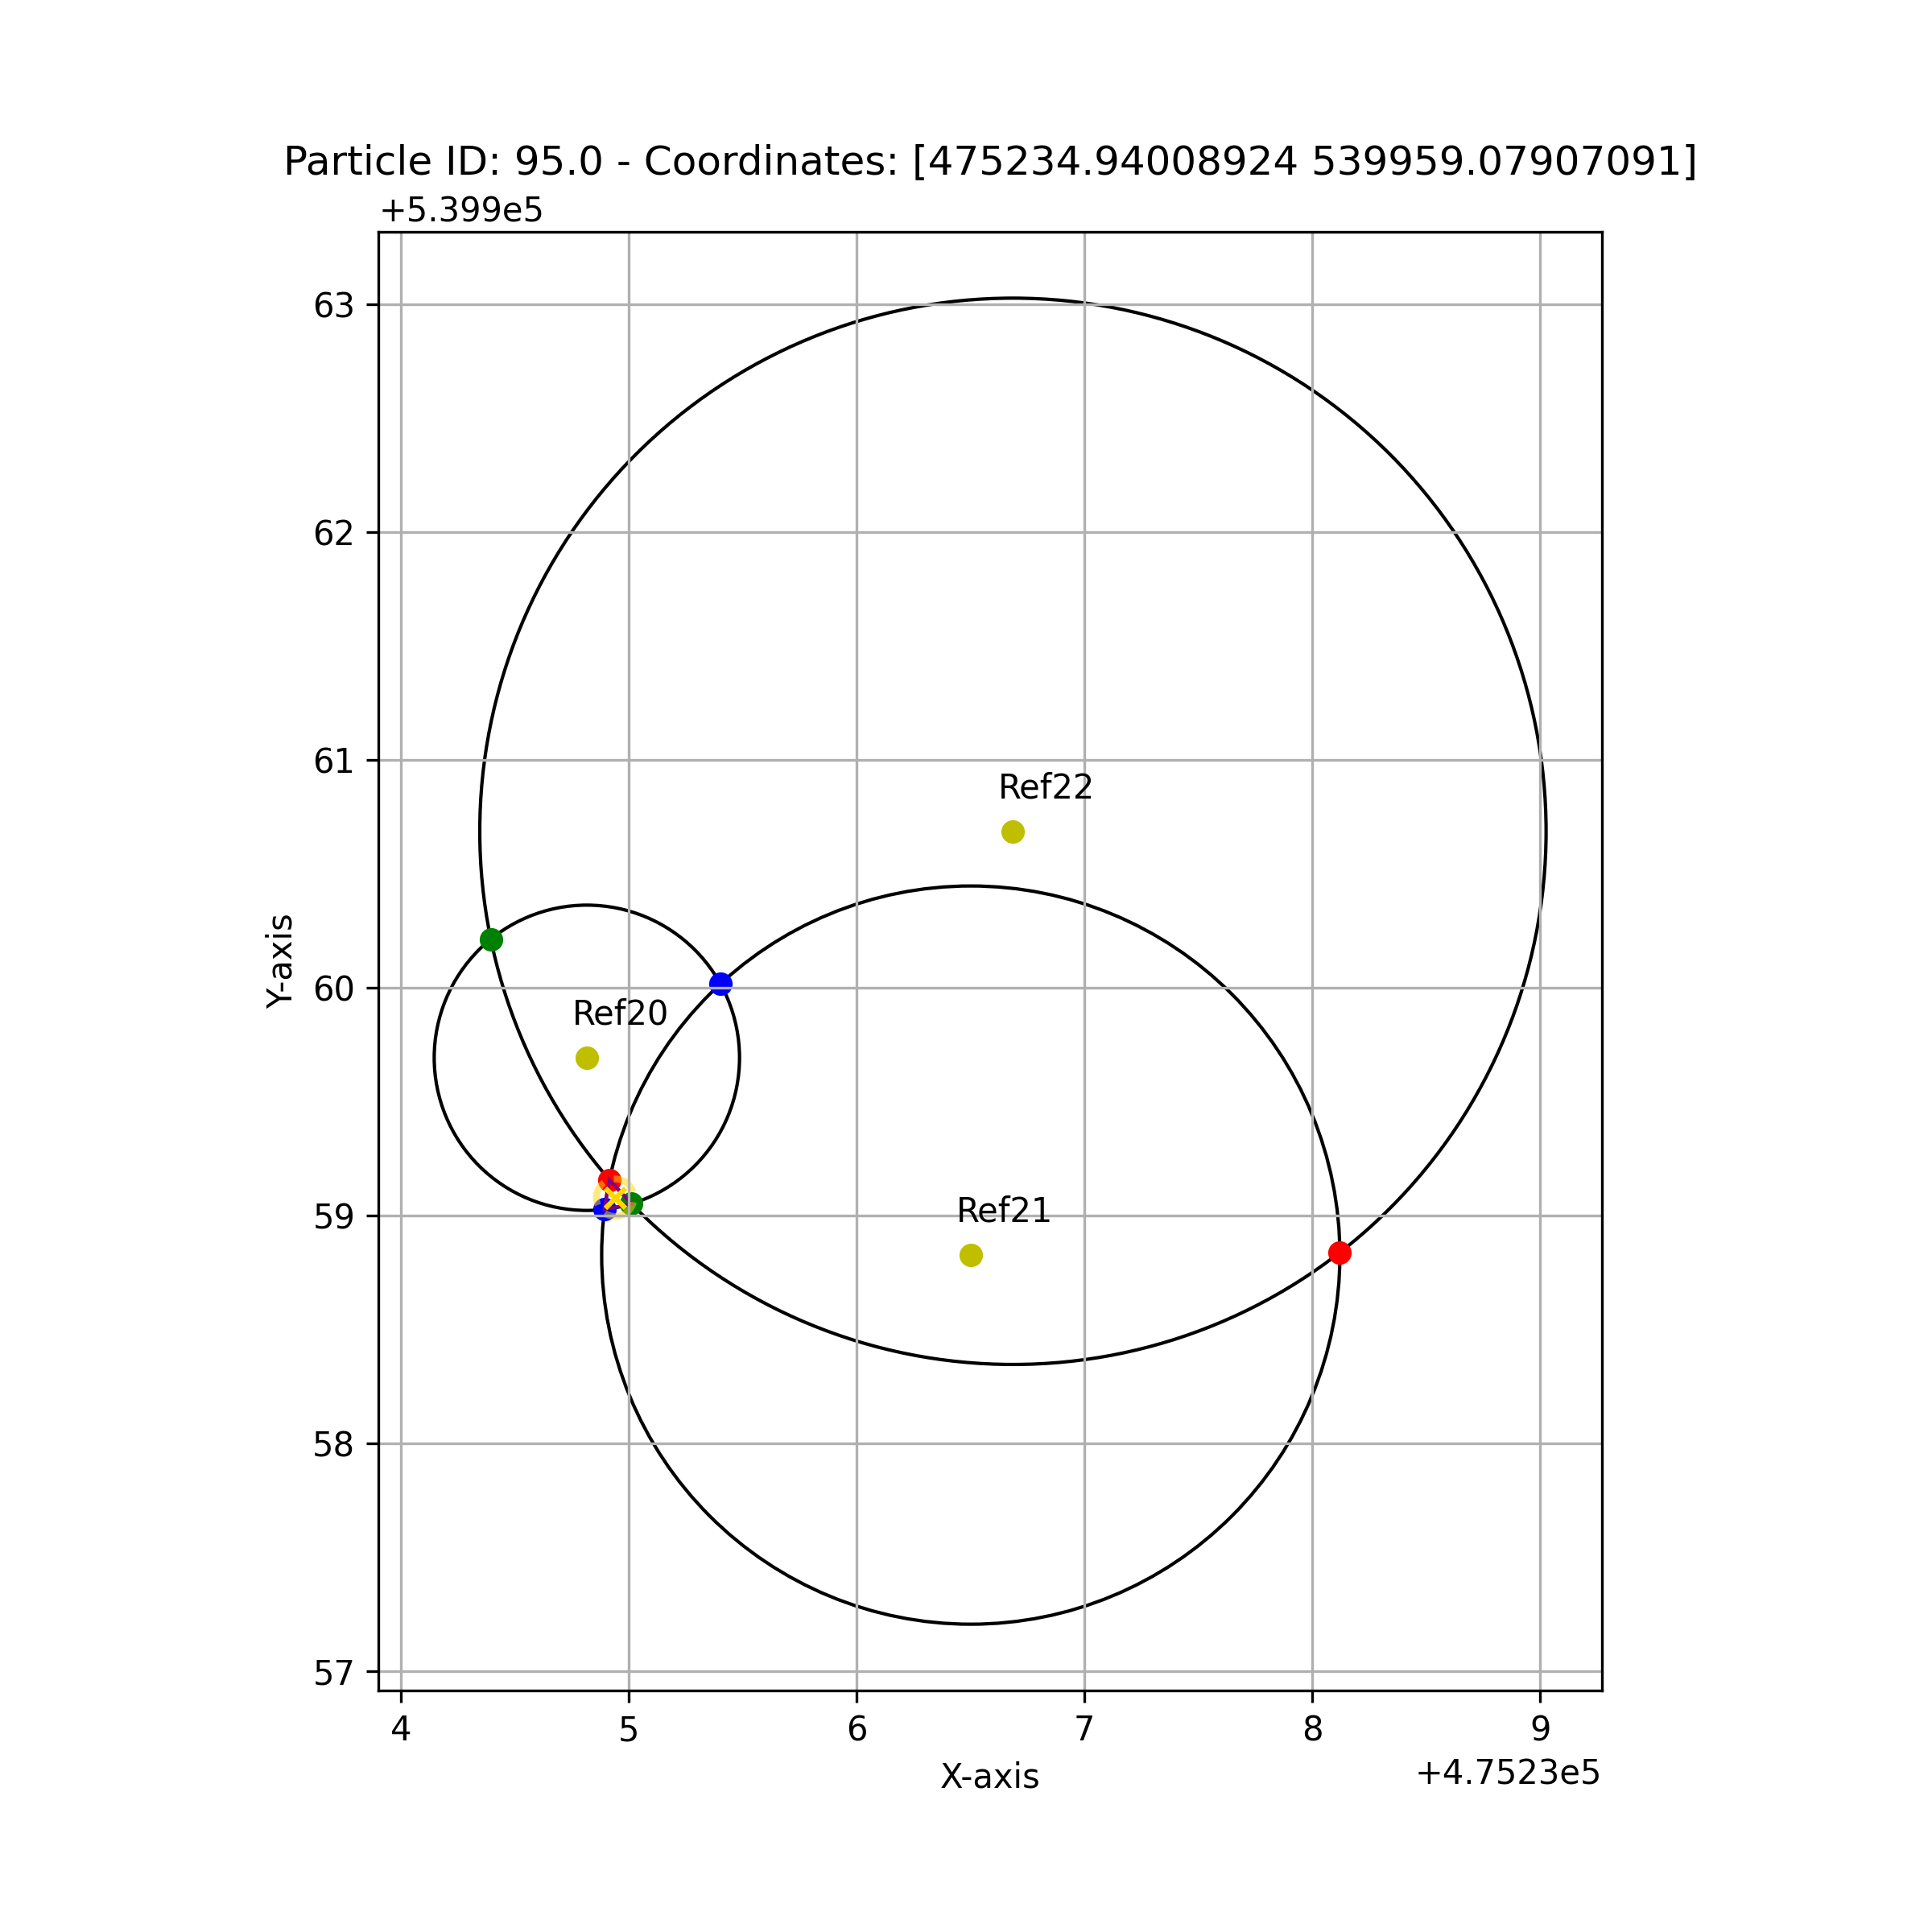 Particle ID: 95.0 - Coordinates: [475234.94008924 539959.07907091]
+5.399e5
63
62
61
60
59
58
57
Y-axis
Ref22
Ref20
Ref21
4 5 6 7 8 9
X-axis
+4.7523e5